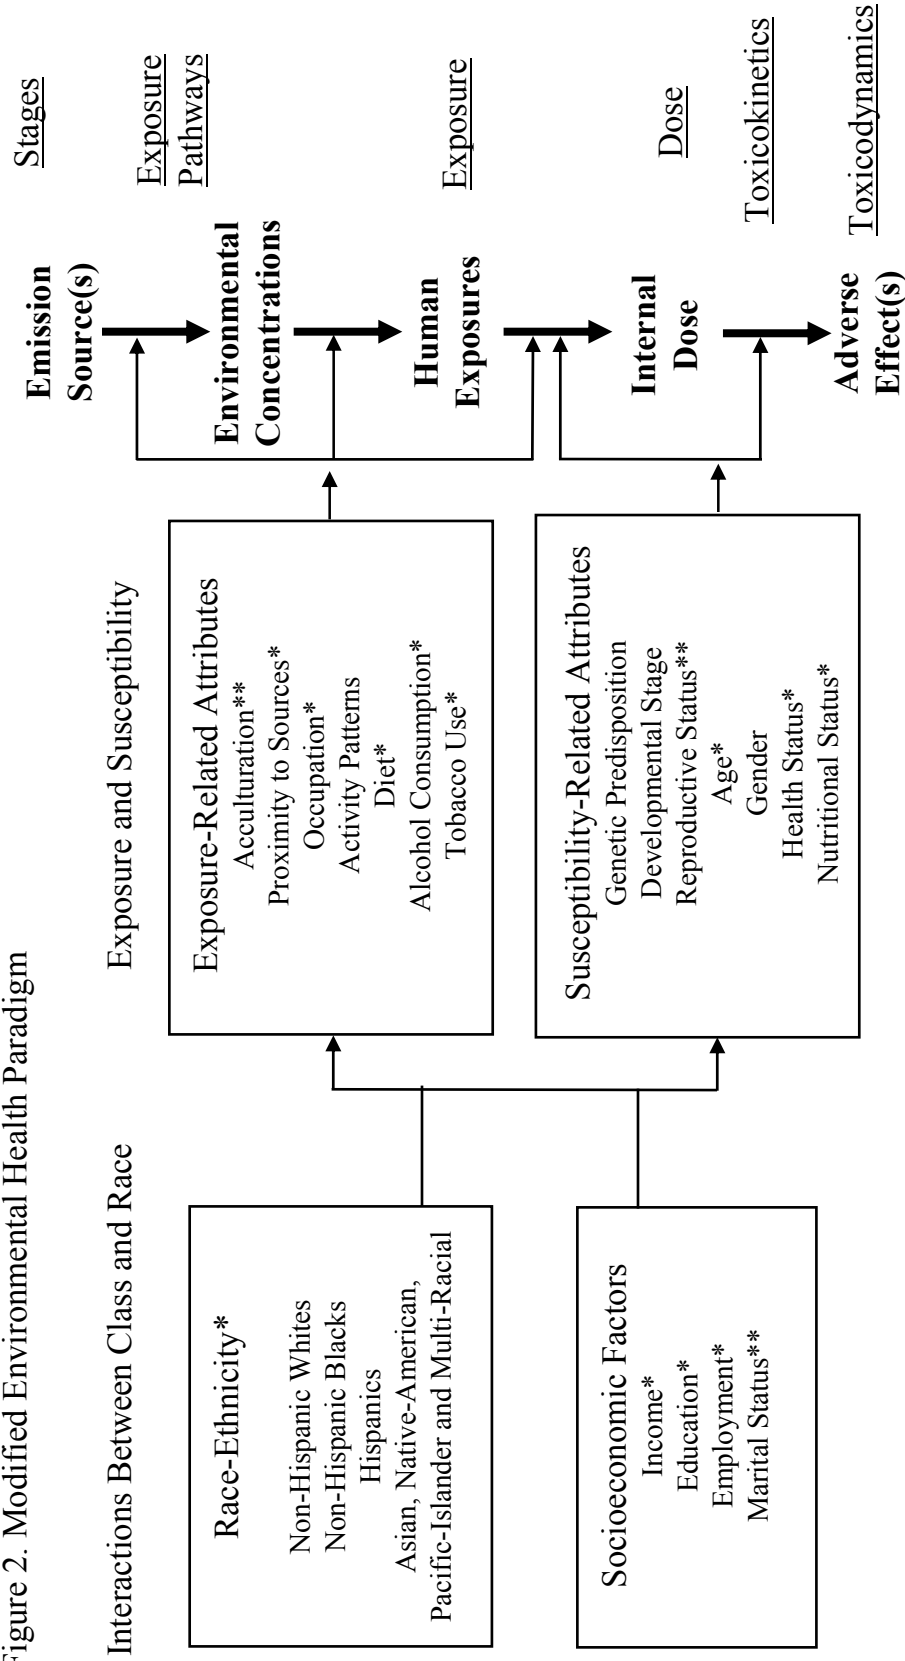 Figure 2. Modified Environmental Health Paradigm
Interactions Between Class and Race
Race-Ethnicity*
Non-Hispanic Whites
Non-Hispanic Blacks
Hispanics
Asian, Native-American,
Pacific-Islander and Multi-Racial
Socioeconomic Factors
Income*
Education*
Employment*
Marital Status**
Exposure and Susceptibility
Exposure-Related Attributes
Acculturation**
Proximity to Sources*
Occupation*
Activity Patterns
Diet*
Alcohol Consumption*
Tobacco Use*
Susceptibility-Related Attributes
Genetic Predisposition
Developmental Stage
Reproductive Status**
Age*
Gender
Health Status*
Nutritional Status*
Emission
Source(s)
Environmental
Concentrations
Human
Exposures
Internal
Dose
Adverse
Effect(s)
Stages
Exposure
Pathways
Exposure
Dose
Toxicokinetics
Toxicodynamics